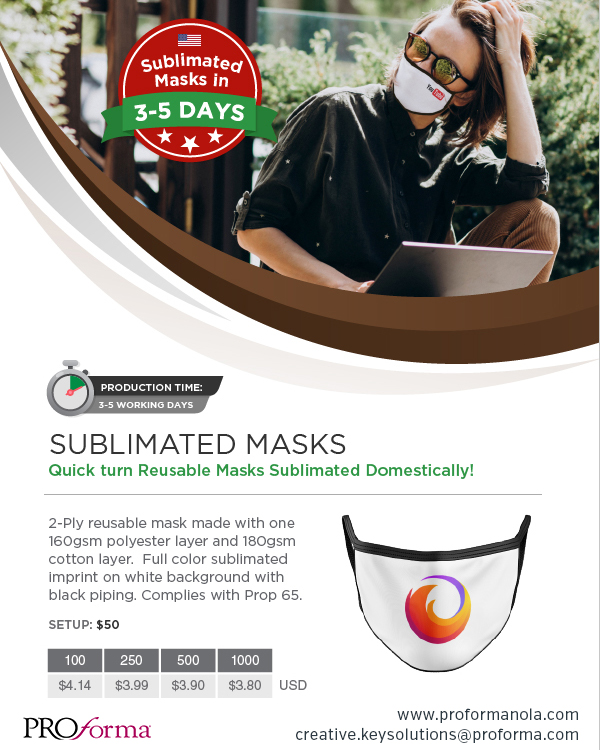 Sublimated
Masks in
3-5 DAYS
YouTube
PRODUCTION TIME:
3-5 WORKING DAYS
SUBLIMATED MASKS
Quick turn Reusable Masks Sublimated Domestically!
2-Ply reusable mask made with one
160gsm polyester layer and 180gsm
cotton layer. Full color sublimated
imprint on white background with
black piping. Complies with Prop 65.
SETUP: $50
100 250 500 1000
$4.14 $3.99 $3.90 $3.80 USD
PROforma
www.proformanola.com
creative.keysolutions@proforma.com